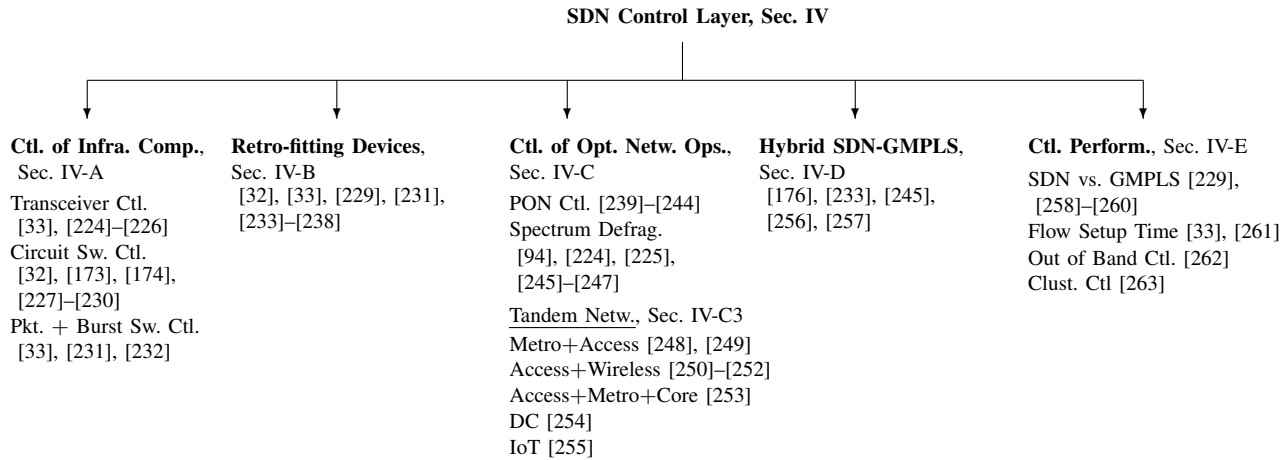 SDN Control Layer, Sec. IV
Ctl. of Infra. Comp.,
Sec. IV-A
Transceiver Ctl.
[33], [224]–[226]
Circuit Sw. Ctl.
[32], [173], [174],
[227]–[230]
Pkt. + Burst Sw. Ctl.
[33], [231], [232]
Retro-fitting Devices,
Sec. IV-B
[32], [33], [229], [231],
[233]–[238]
Ctl. of Opt. Netw. Ops.,
Sec. IV-C
PON Ctl. [239]–[244]
Spectrum Defrag.
[94], [224], [225],
[245]–[247]
Tandem Netw., Sec. IV-C3
Metro+Access [248], [249]
Access+Wireless [250]–[252]
Access+Metro+Core [253]
DC [254]
IoT [255]
Hybrid SDN-GMPLS,
Sec. IV-D
[176], [233], [245],
[256], [257]
Ctl. Perform., Sec. IV-E
SDN vs. GMPLS [229],
[258]–[260]
Flow Setup Time [33], [261]
Out of Band Ctl. [262]
Clust. Ctl [263]